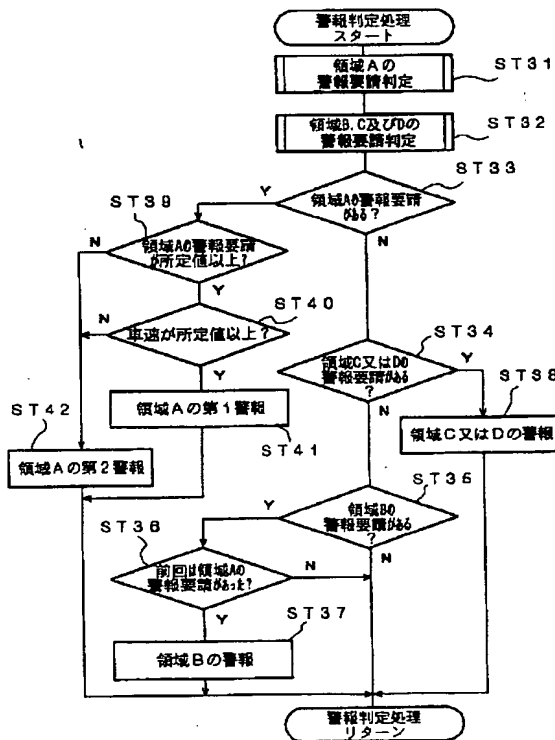 警報判定処理
スタート
領域Aの
警報要請判定
ST31
領域B,C及びDの
警報要請判定
ST32
ST33
領域Aの警報要請
がある?
Y
N
ST39
領域Aの警報要請
が所定値以上?
N
Y
ST40
車速が所定値以上?
N
Y
ST34
領域C又はDの
警報要請がある
?
Y
N
ST38
領域C又はDの警報
領域Aの第1警報
ST41
ST42
領域Aの第2警報
ST35
領域Bの
警報要請がある
?
Y
N
ST36
前回は領域Aの
警報要請があった?
N
Y
ST37
領域Bの警報
警報判定処理
リターン